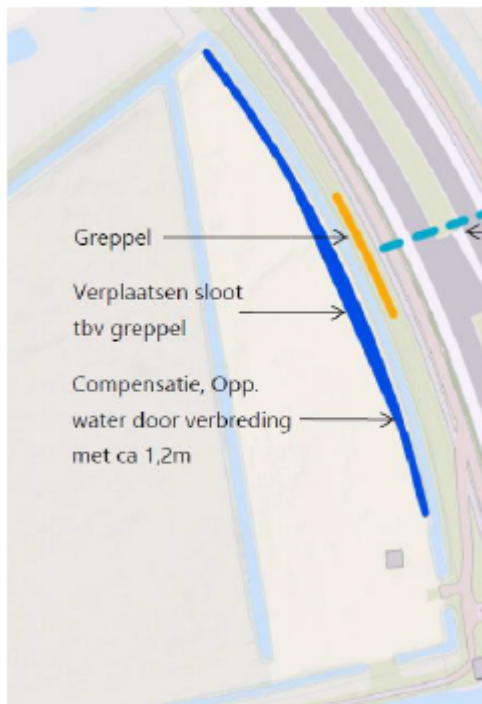 Greppel
Verplaatsen sloot
tbv greppel
Compensatie, Opp.
water door verbreding
met ca 1,2m